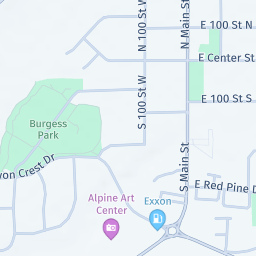 N 100 St W
N Main St
E 100 St N
E Center St
S 100 St W
E 100 St S
Burgess
Park
yon Crest Dr
S Main St
E Red Pine D
Alpine Art
Center
Exxon